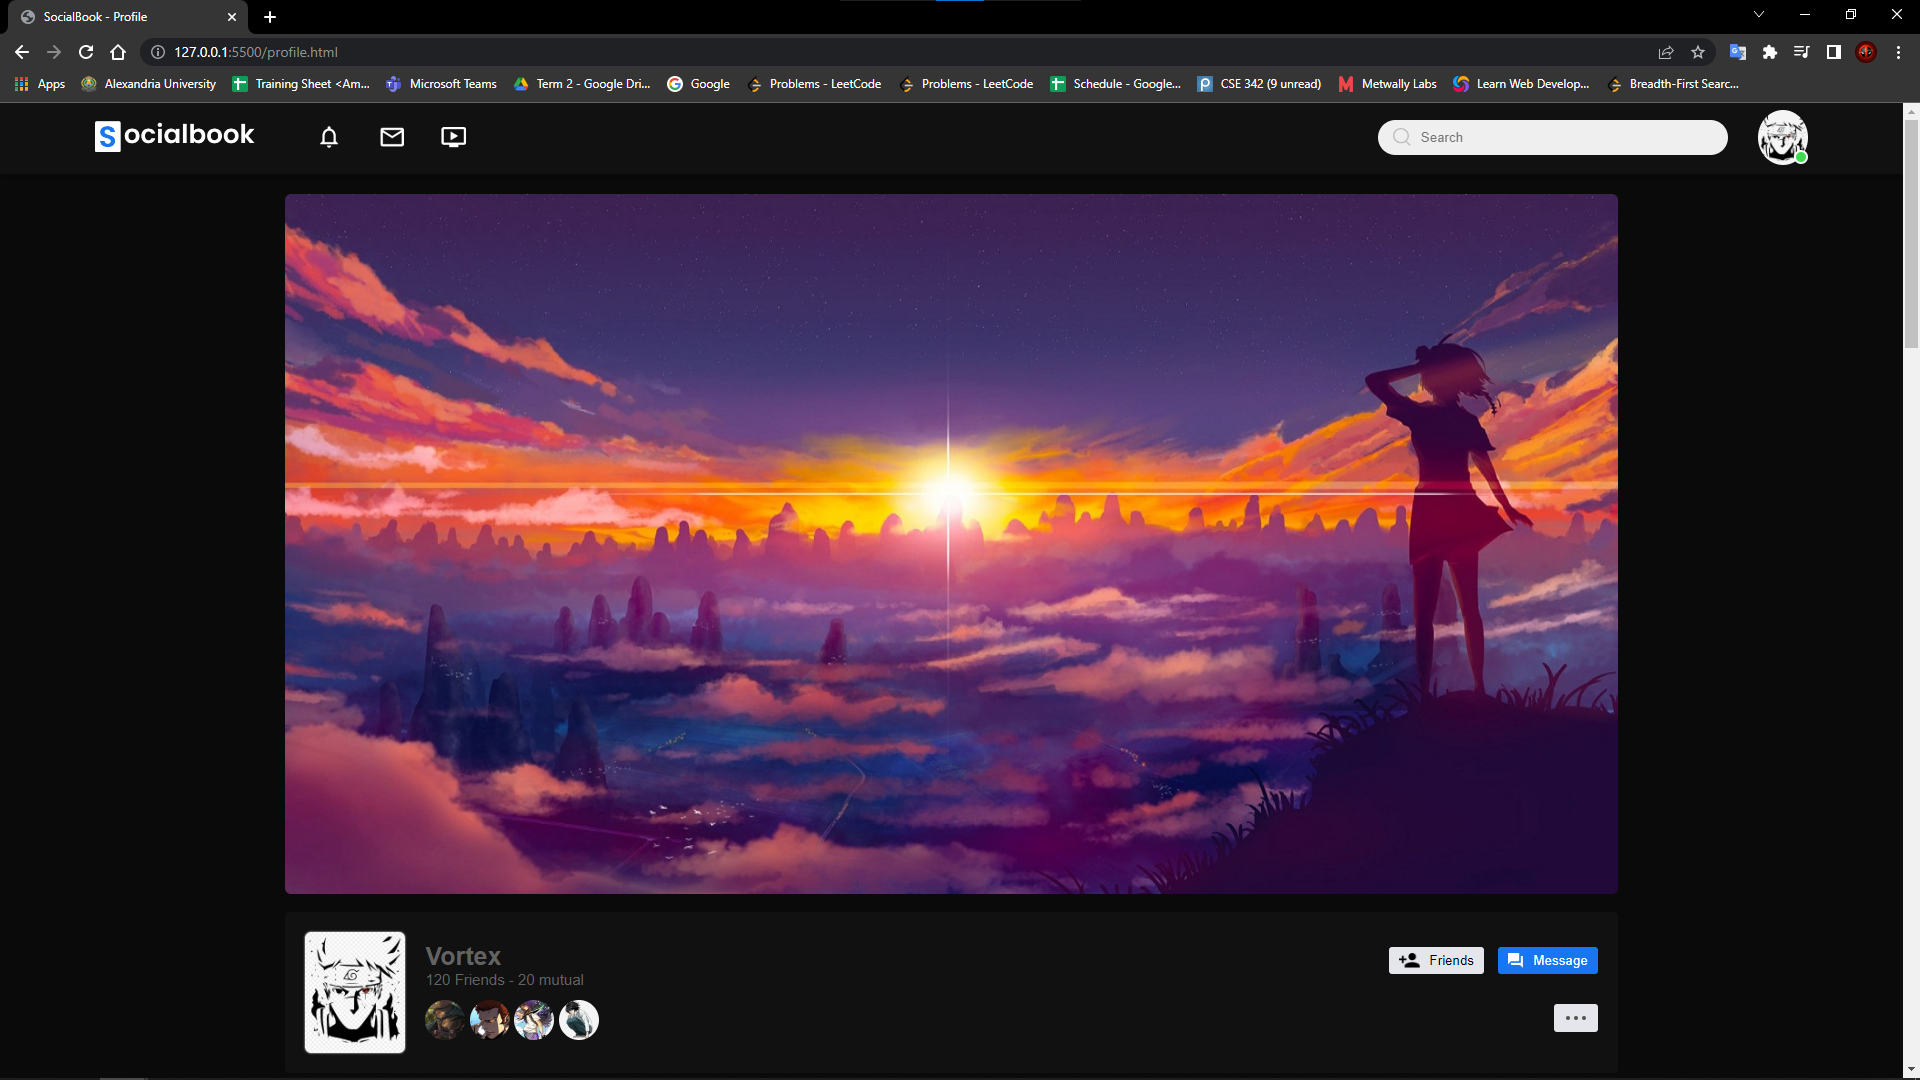 SocialBook - Profile
127.0.0.1:5500/profile.html
Apps Alexandria University Training Sheet <Am... Microsoft Teams Term 2 - Google Dri... Google Problems - LeetCode Problems - LeetCode Schedule - Google... CSE 342 (9 unread) Metwally Labs Learn Web Develop... Breadth-First Searc...
Socialbook Search
Vortex
120 Friends - 20 mutual
Friends Message